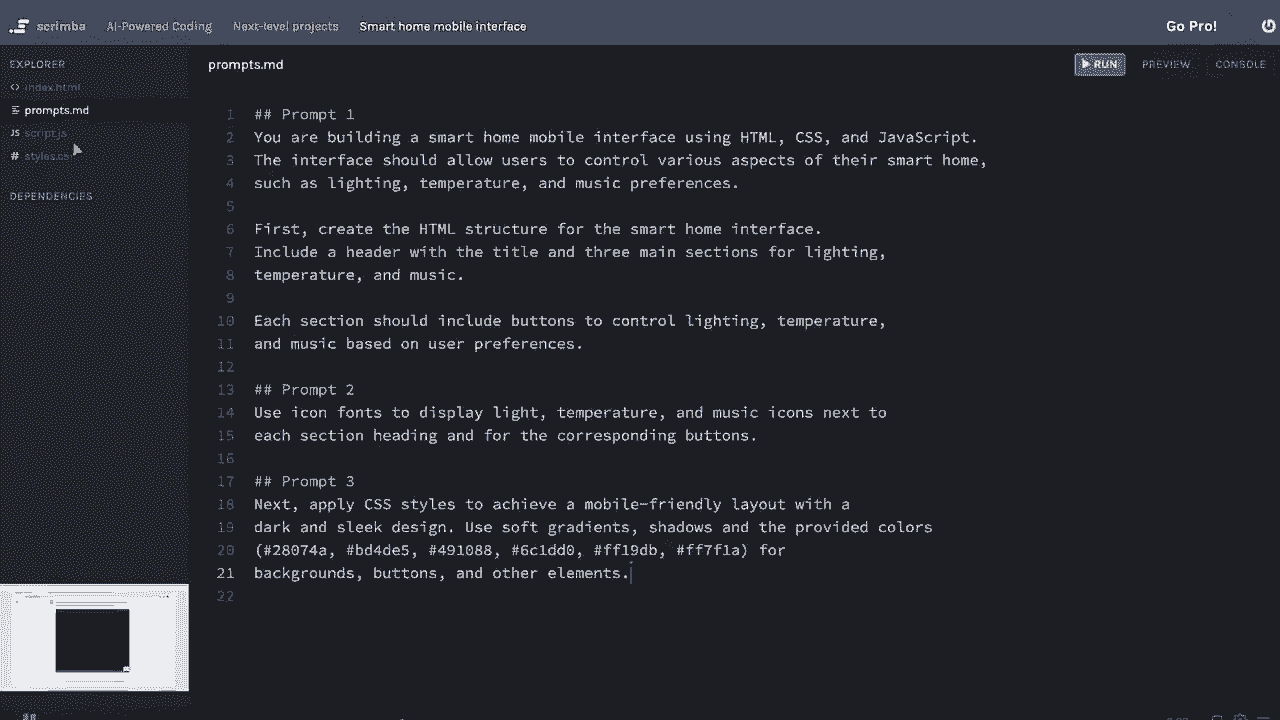 scrimba AI-Powered Coding Next-level projects Smart home mobile interface Go Pro!
EXPLORER
prompts.md
RUN PREVIEW CONSOLE
<> index.html
prompts.md
JS script.js
# styles.css
DEPENDENCIES
1 ## Prompt 1
2 You are building a smart home mobile interface using HTML, CSS, and JavaScript.
3 The interface should allow users to control various aspects of their smart home,
4 such as lighting, temperature, and music preferences.
5
6 First, create the HTML structure for the smart home interface.
7 Include a header with the title and three main sections for lighting,
8 temperature, and music.
9
10 Each section should include buttons to control lighting, temperature,
11 and music based on user preferences.
12
13 ## Prompt 2
14 Use icon fonts to display light, temperature, and music icons next to
15 each section heading and for the corresponding buttons.
16
17 ## Prompt 3
18 Next, apply CSS styles to achieve a mobile-friendly layout with a
19 dark and sleek design. Use soft gradients, shadows and the provided colors
20 (#28074a, #bd4de5, #491088, #6c1dd0, #ff19db, #ff7f1a) for
21 backgrounds, buttons, and other elements.
22